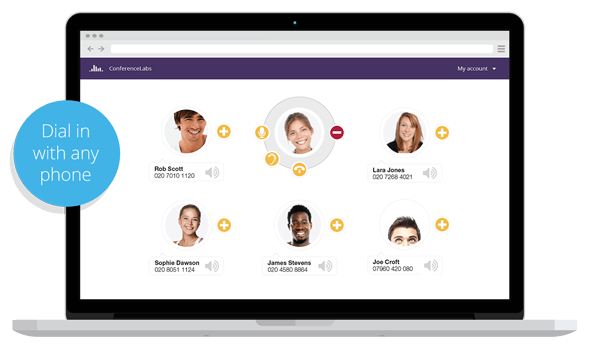 ConferenceLabs
My account
Dial in
with any
phone
Rob Scott
020 7010 1120
Lara Jones
020 7268 4021
Sophie Dawson
020 8051 1124
James Stevens
020 4580 8864
Joe Croft
07960 420 080